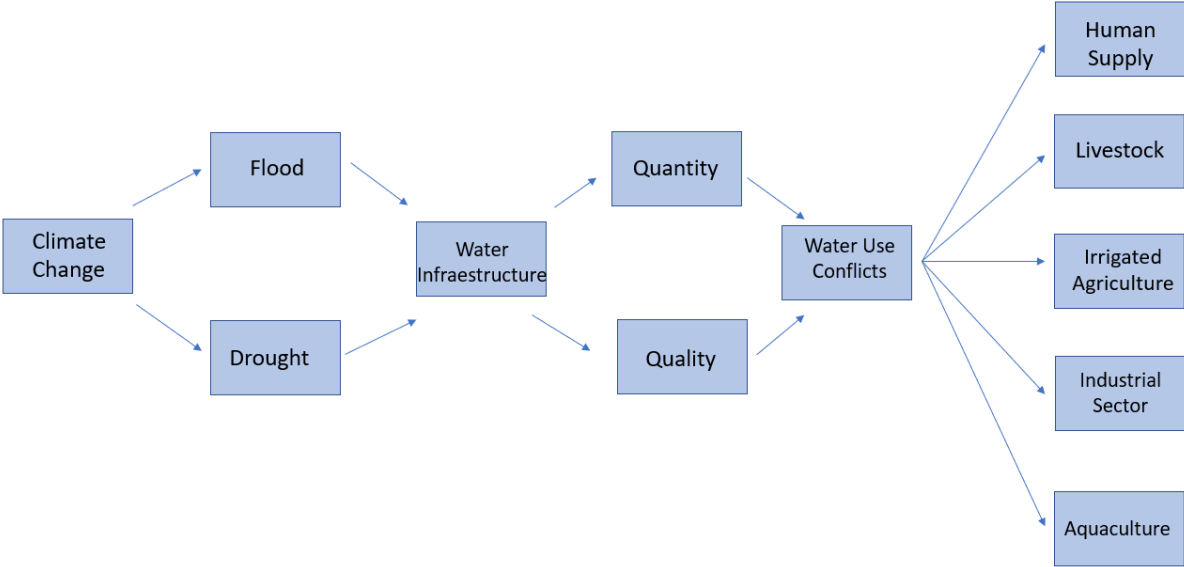 Climate
Change
Flood
Drought
Water
Infraestructure
Quantity
Quality
Water Use
Conflicts
Human
Supply
Livestock
Irrigated
Agriculture
Industrial
Sector
Aquaculture